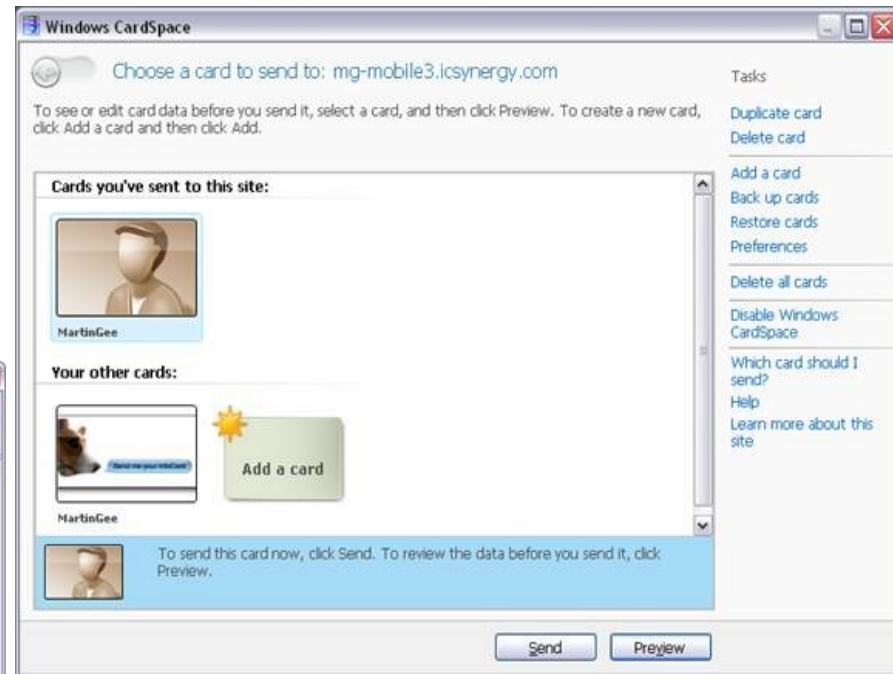 Windows CardSpace
Choose a card to send to: mg-mobile3.icsynergy.com
To see or edit card data before you send it, select a card, and then click Preview. To create a new card,
click Add a card and then click Add.
Cards you've sent to this site:
MartinGee
Your other cards:
Send me your InfoCard!
Add a card
MartinGee
To send this card now, click Send. To review the data before you send it, click
Preview.
Send
Preview
Tasks
Duplicate card
Delete card
Add a card
Back up cards
Restore cards
Preferences
Delete all cards
Disable Windows
CardSpace
Which card should I
send?
Help
Learn more about this
site